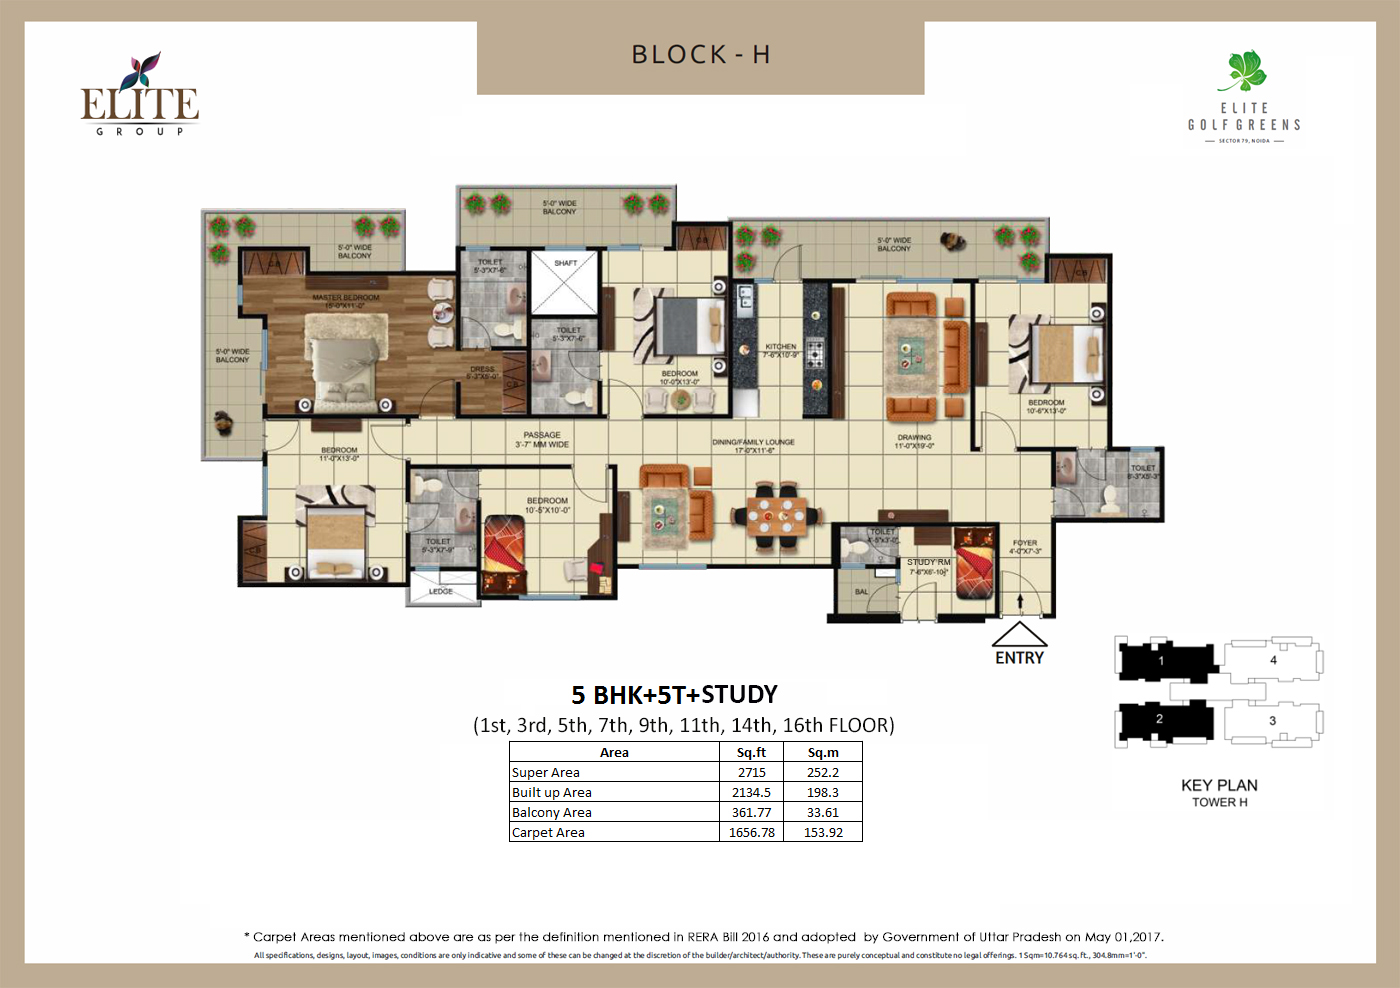 BLOCK - H
ELITE
GROUP
ELITE
GOLF GREENS
SECTOR 79, NOIDA
5'-0" WIDE
BALCONY
5'-0" WIDE
BALCONY
5'-0" WIDE
BALCONY
5'-0" WIDE
BALCONY
C.B
C.B
C.B
MASTER BEDROOM
15'-0"X11'-0"
TOILET
5'-3"X7'-6"
SHAFT
TOILET
5'-3"X7'-6"
DRESS
5'-3"X5'-0"
C.B
BEDROOM
10'-0"X13'-0"
KITCHEN
7'-6"X10'-9"
DRAWING
11'-0"X19'-0"
BEDROOM
10'-6"X13'-0"
PASSAGE
3'-7" MM WIDE
DINING/FAMILY LOUNGE
17'-0"X11'-6"
BEDROOM
11'-0"X13'-0"
C.B
TOILET
5'-3"X7'-9"
LEDGE
BEDROOM
10'-5"X10'-0"
TOILET
8'-3"X5'-3"
TOILET
4'-5"X3'-0"
BAL
STUDY RM
FOYER
4'-0"X7'-3"
ENTRY
1
4
2
3
KEY PLAN
TOWER H
5 BHK+5T+STUDY
(1st, 3rd, 5th, 7th, 9th, 11th, 14th, 16th FLOOR)
Area Sq.ft Sq.m
Super Area 2715 252.2
Built up Area 2134.5 198.3
Balcony Area 361.77 33.61
Carpet Area 1656.78 153.92
* Carpet Areas mentioned above are as per the definition mentioned in RERA Bill 2016 and adopted by Government of Uttar Pradesh on May 01,2017.
All specifications, designs, layout, images, conditions are only indicative and some of these can be changed at the discretion of the builder/architect/authority. These are purely conceptual and constitute no legal offerings. 1 Sqm=10.764 sq. ft., 304.8mm=1'-0".